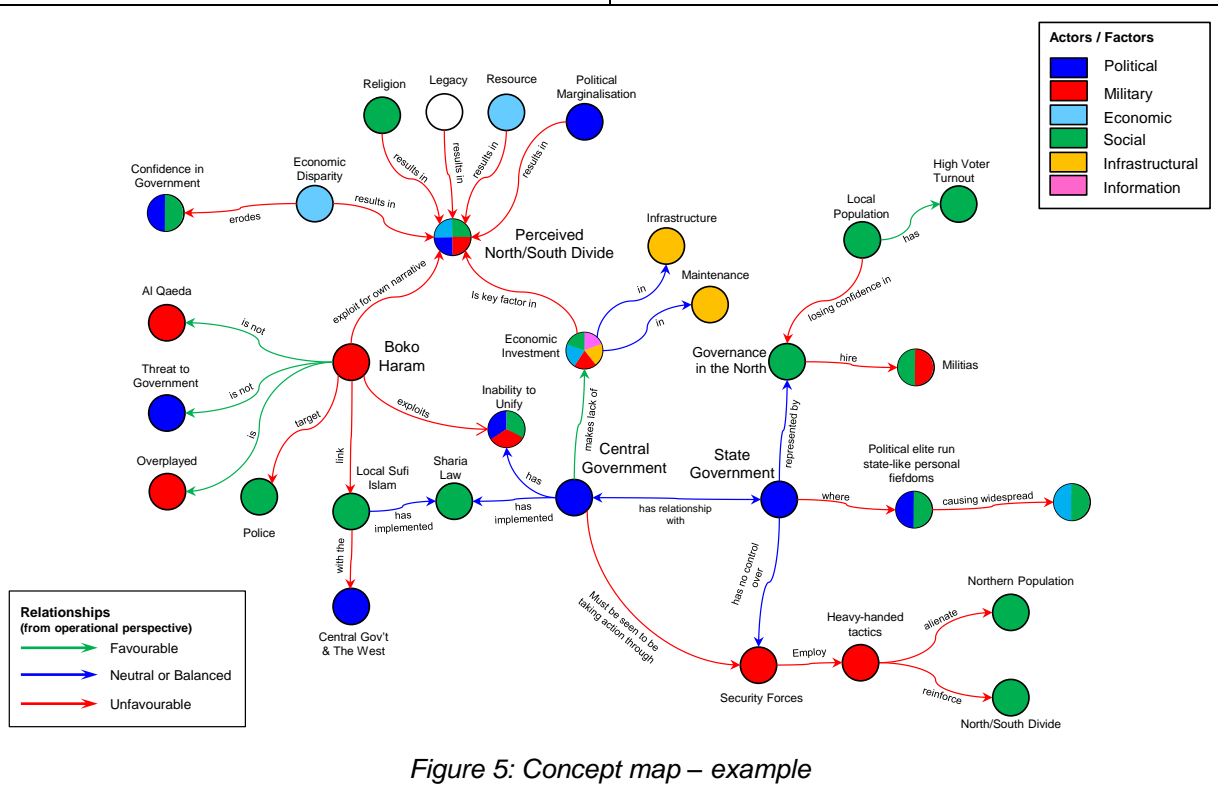 Actors / Factors
Political
Military
Economic
Social
Infrastructural
Information
Religion
Legacy
Resource
Political
Marginalisation
results in
results in
results in
results in
Confidence in
Government
Economic
Disparity
erodes
results in
Perceived
North/South Divide
High Voter
Turnout
Local
Population
has
losing confidence in
Infrastructure
Maintenance
in
in
Is key factor in
exploit for own narrative
Al Qaeda
is not
Threat to
Government
is not
Boko
Haram
is
target
link
exploits
Overplayed
Police
Economic
Investment
Inability to
Unify
makes lack of
Governance
in the North
hire
Militias
represented by
Central
Government
State
Government
Political elite run
state-like personal
fiefdoms
where
causing widespread
Local Sufi
Islam
Sharia
Law
has
has
implemented
has
implemented
has relationship
with
with the
Central Gov't
& The West
has no control
over
Must be seen to be
taking action through
Security Forces
Employ
Heavy-handed
tactics
alienate
Northern Population
reinforce
North/South Divide
Relationships
(from operational perspective)
Favourable
Neutral or Balanced
Unfavourable
Figure 5: Concept map – example